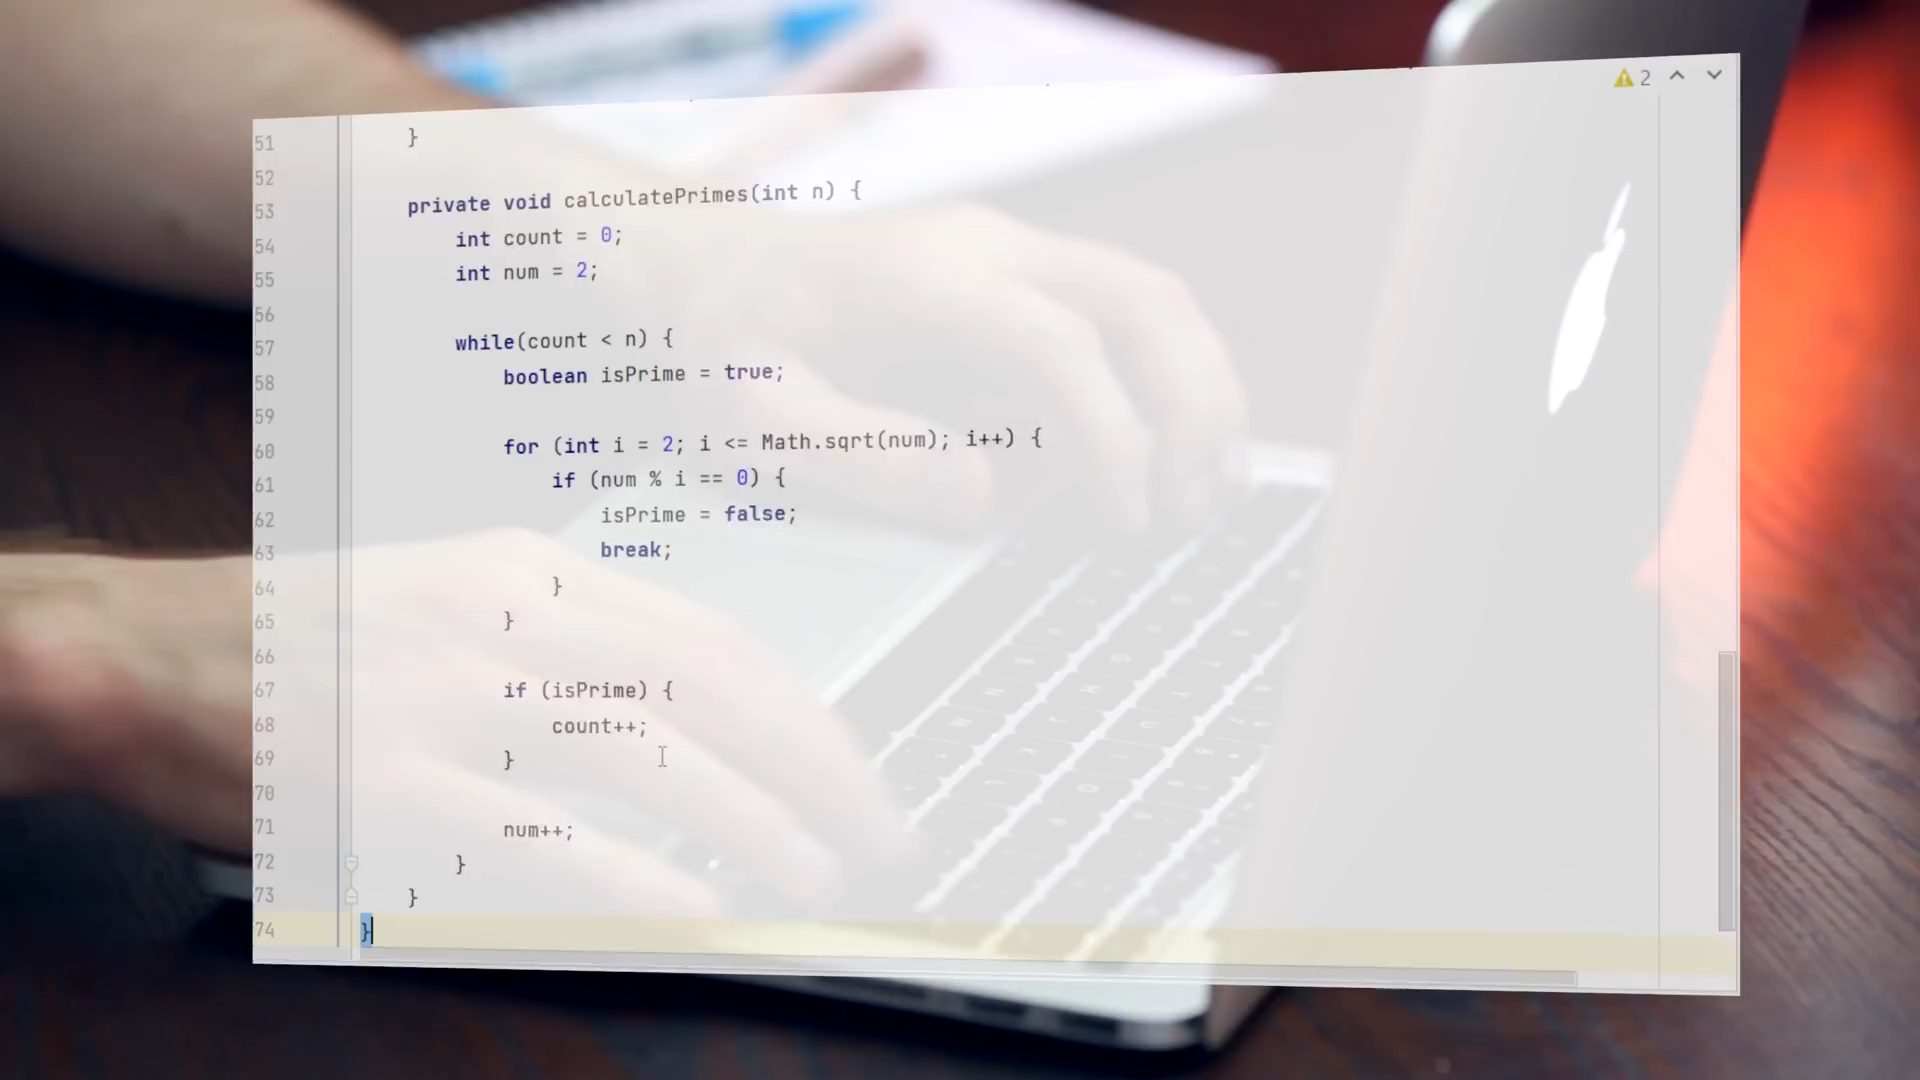 2
51 }
52
53 private void calculatePrimes(int n) {
54 int count = 0;
55 int num = 2;
56
57 while(count < n) {
58 boolean isPrime = true;
59
60 for (int i = 2; i <= Math.sqrt(num); i++) {
61 if (num % i == 0) {
62 isPrime = false;
63 break;
64 }
65 }
66
67 if (isPrime) {
68 count++;
69 }
70
71 num++;
72 }
73 }
74 }